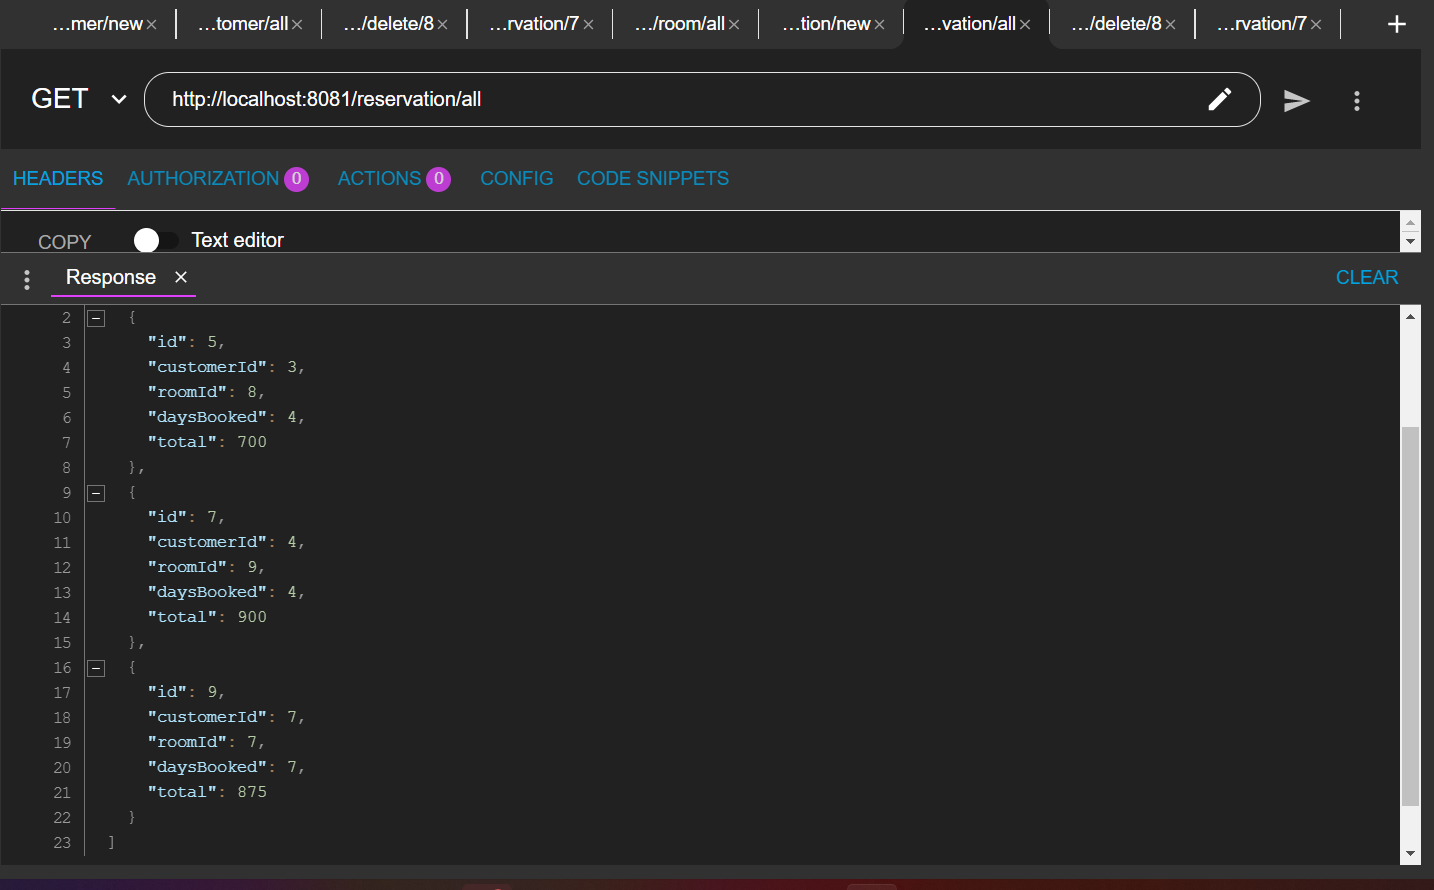 ...mer/new× ...tomer/all× .../delete/8× ...rvation/7× .../room/all× ...tion/new× ...vation/all× .../delete/8× ...rvation/7× +
GET http://localhost:8081/reservation/all
HEADERS AUTHORIZATION 0 ACTIONS 0 CONFIG CODE SNIPPETS
COPY Text editor
Response × CLEAR
2 {
3 "id": 5,
4 "customerId": 3,
5 "roomId": 8,
6 "daysBooked": 4,
7 "total": 700
8 },
9 {
10 "id": 7,
11 "customerId": 4,
12 "roomId": 9,
13 "daysBooked": 4,
14 "total": 900
15 },
16 {
17 "id": 9,
18 "customerId": 7,
19 "roomId": 7,
20 "daysBooked": 7,
21 "total": 875
22 }
23 ]